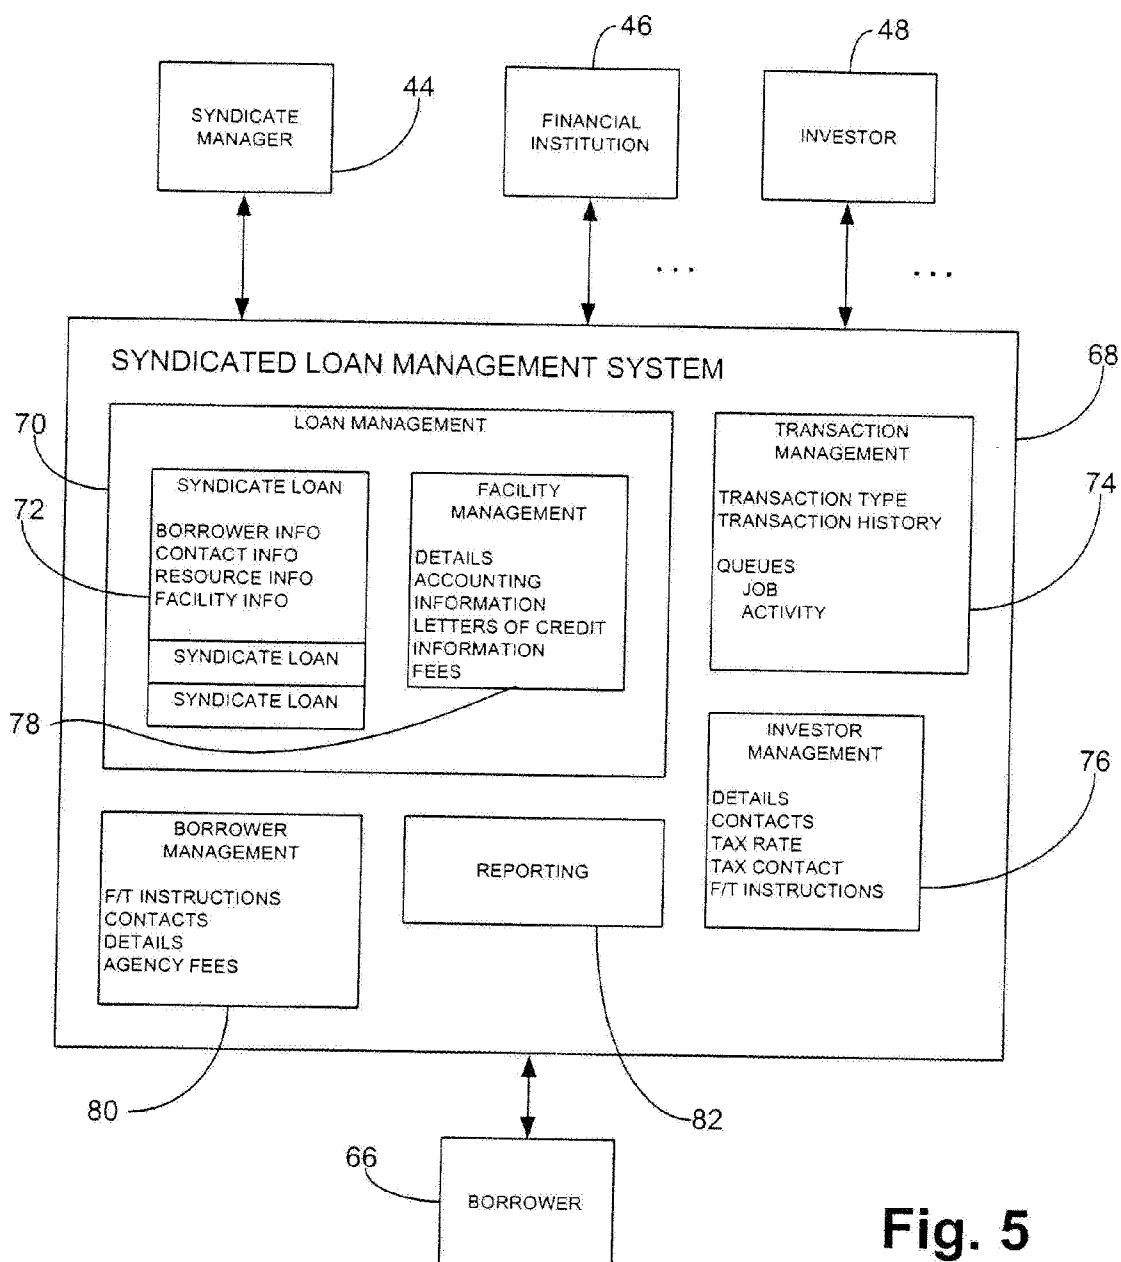 46
48
44
SYNDICATE
MANAGER
FINANCIAL
INSTITUTION
INVESTOR
...
...
SYNDICATED LOAN MANAGEMENT SYSTEM
68
70
LOAN MANAGEMENT
72
SYNDICATE LOAN
BORROWER INFO
CONTACT INFO
RESOURCE INFO
FACILITY INFO
SYNDICATE LOAN
SYNDICATE LOAN
FACILITY
MANAGEMENT
DETAILS
ACCOUNTING
INFORMATION
LETTERS OF CREDIT
INFORMATION
FEES
78
TRANSACTION
MANAGEMENT
TRANSACTION TYPE
TRANSACTION HISTORY
QUEUES
JOB
ACTIVITY
74
INVESTOR
MANAGEMENT
DETAILS
CONTACTS
TAX RATE
TAX CONTACT
F/T INSTRUCTIONS
76
BORROWER
MANAGEMENT
F/T INSTRUCTIONS
CONTACTS
DETAILS
AGENCY FEES
REPORTING
80
82
66
BORROWER
Fig. 5